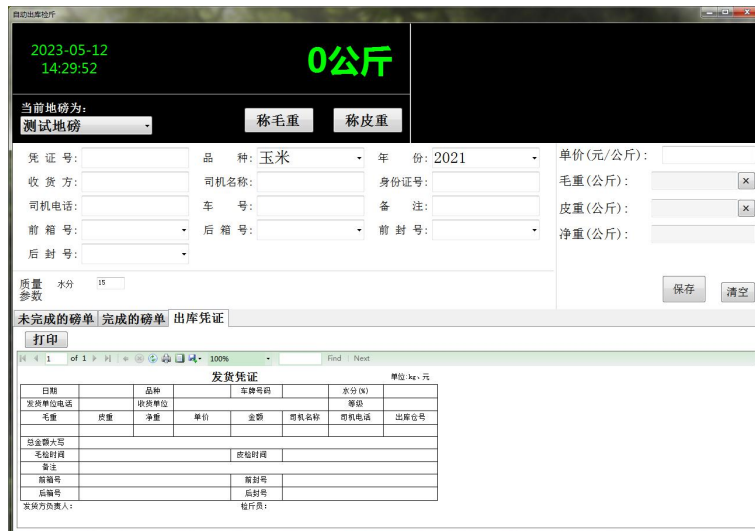 自动出库检斤
2023-05-12
14:29:52
0公斤
当前地磅为:
测试地磅
称毛重 称皮重
凭 证 号: 品 种: 玉米 年 份: 2021 单价(元/公斤):
收 货 方: 司机名称: 身份证号: 毛重(公斤): ×
司机电话: 车 号: 备 注: 皮重(公斤): ×
前 箱 号: 后 箱 号: 前 封 号: 净重(公斤):
后 封 号:
质量参数 水分 15
保存 清空
未完成的磅单 完成的磅单 出库凭证
打印
1 of 1 100% Find | Next
发货凭证 单位:kg、元
日期 品种 车牌号码 水分(%)
发货单位电话 收货单位 等级
毛重 皮重 净重 单价 金额 司机名称 司机电话 出库仓号
总金额大写
毛检时间 皮检时间
备注
前箱号 前封号
后箱号 后封号
发货方负责人: 检斤员: